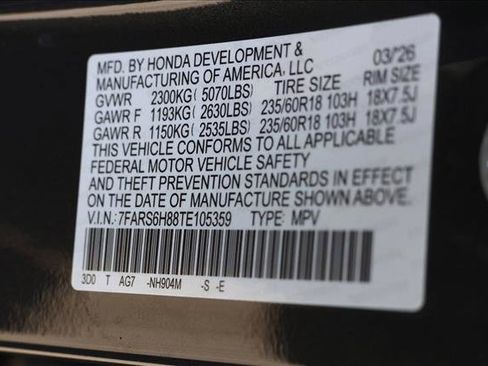 MFD. BY HONDA DEVELOPMENT & 03/26
MANUFACTURING OF AMERICA, LLC
GVWR 2300KG( 5070LBS) TIRE SIZE RIM SIZE
GAWR F 1193KG( 2630LBS) 235/60R18 103H 18X7.5J
GAWR R 1150KG( 2535LBS) 235/60R18 103H 18X7.5J
THIS VEHICLE CONFORMS TO ALL APPLICABLE
FEDERAL MOTOR VEHICLE SAFETY
AND THEFT PREVENTION STANDARDS IN EFFECT
ON THE DATE OF MANUFACTURE SHOWN ABOVE.
V.I.N.: 7FARS6H88TE105359 TYPE: MPV
3D0 T AG7 -NH904M -S -E